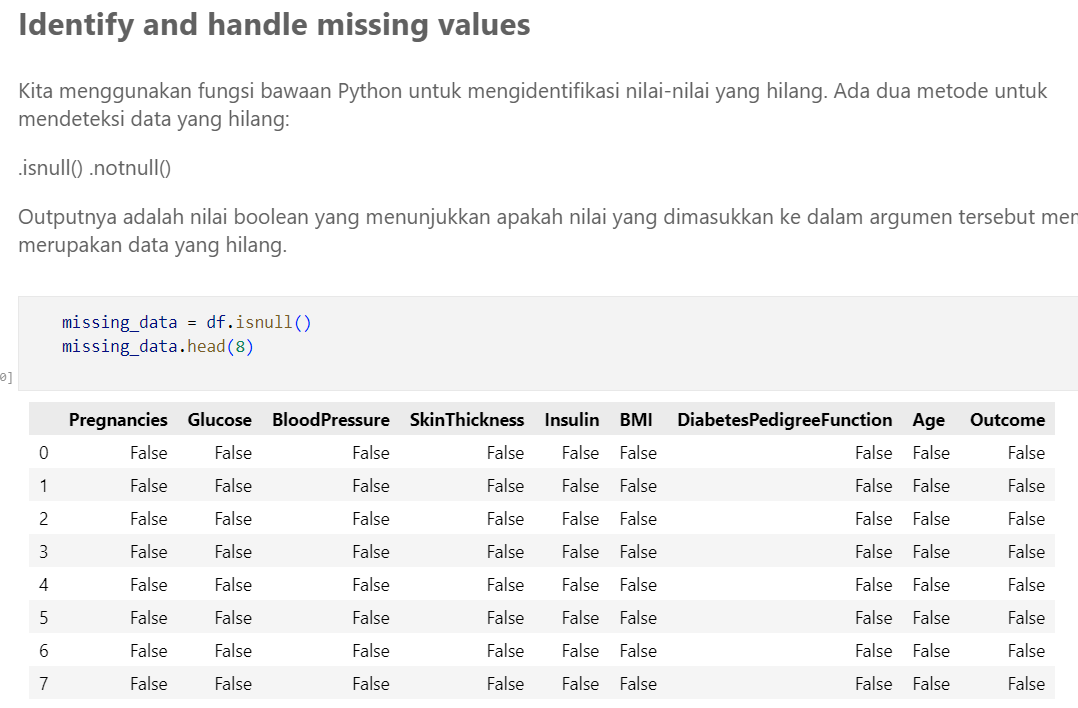 Identify and handle missing values
Kita menggunakan fungsi bawaan Python untuk mengidentifikasi nilai-nilai yang hilang. Ada dua metode untuk
mendeteksi data yang hilang:
.isnull() .notnull()
Outputnya adalah nilai boolean yang menunjukkan apakah nilai yang dimasukkan ke dalam argumen tersebut
merupakan data yang hilang.
missing_data = df.isnull()
missing_data.head(8)
0]
Pregnancies Glucose BloodPressure SkinThickness Insulin BMI DiabetesPedigreeFunction Age Outcome
0 False False False False False False False False False
1 False False False False False False False False False
2 False False False False False False False False False
3 False False False False False False False False False
4 False False False False False False False False False
5 False False False False False False False False False
6 False False False False False False False False False
7 False False False False False False False False False